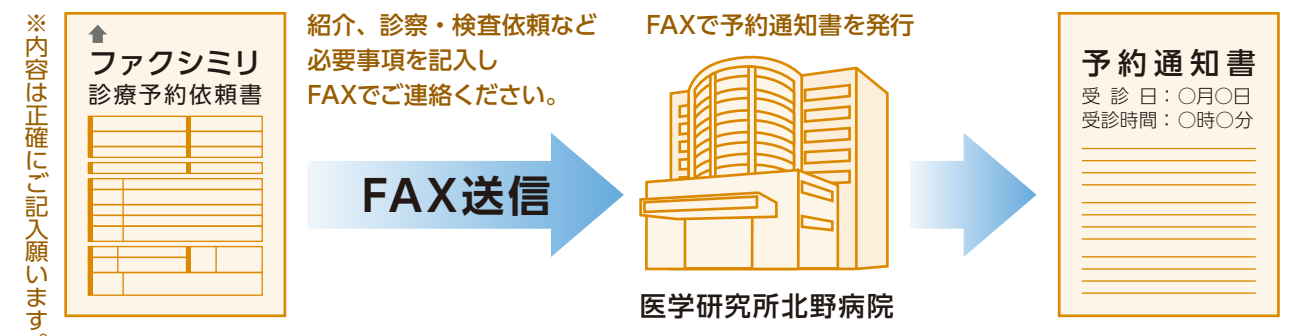 ※内容は正確にご記入願います。
ファクシミリ
診療予約依頼書
紹介、診察・検査依頼など
必要事項を記入し
FAXでご連絡ください。
FAX送信
FAXで予約通知書を発行
医学研究所北野病院
予約通知書
受診日：○月○日
受診時間：○時○分